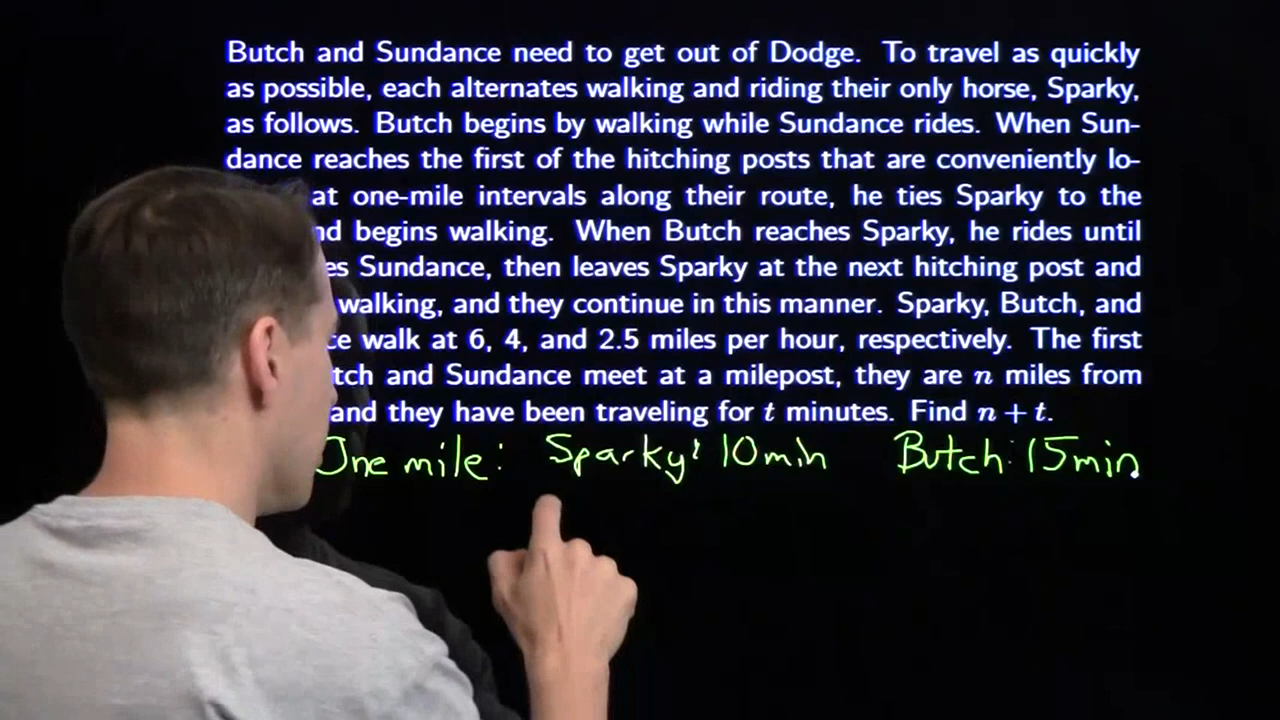 Butch and Sundance need to get out of Dodge. To travel as quickly
as possible, each alternates walking and riding their only horse, Sparky,
as follows. Butch begins by walking while Sundance rides. When Sun-
dance reaches the first of the hitching posts that are conveniently lo-
at one-mile intervals along their route, he ties Sparky to the
begins walking. When Butch reaches Sparky, he rides until
Sundance, then leaves Sparky at the next hitching post and
walking, and they continue in this manner. Sparky, Butch, and
walk at 6, 4, and 2.5 miles per hour, respectively. The first
and Sundance meet at a milepost, they are n miles from
and they have been traveling for t minutes. Find n + t.
One mile: Sparky: 10min Butch: 15min